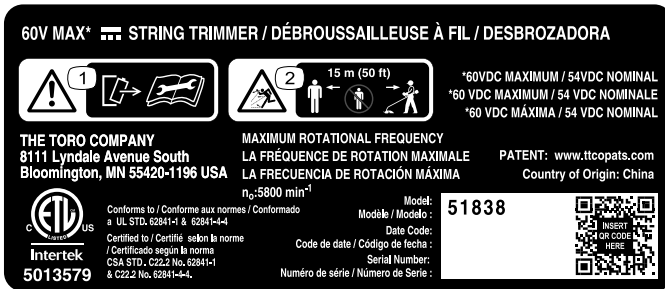 60V MAX* STRING TRIMMER / DÉBROUSSAILLEUSE À FIL / DESBROZADORA
1
2
15 m (50 ft)
*60VDC MAXIMUM / 54VDC NOMINAL
*60 VDC MAXIMUM / 54 VDC NOMINALE
*60 VDC MÁXIMA / 54 VDC NOMINAL
THE TORO COMPANY
8111 Lyndale Avenue South
Bloomington, MN 55420-1196 USA
MAXIMUM ROTATIONAL FREQUENCY
LA FRÉQUENCE DE ROTATION MAXIMALE
LA FRECUENCIA DE ROTACIÓN MÁXIMA
n₀:5800 min⁻¹
PATENT: www.ttcopats.com
Country of Origin: China
C ETL US
LISTED
Intertek
5013579
Conforms to / Conforme aux normes / Conformado
a UL STD. 62841-1 & 62841-4-4
Certified to / Certifié selon la norme
/ Certificado según la norma
CSA STD . C22.2 No. 62841-1
& C22.2 No. 62841-4-4.
Model:
Modèle / Modelo :
Date Code:
Code de date / Código de fecha :
Serial Number:
Numéro de série / Número de Serie :
51838
INSERT
QR CODE
HERE